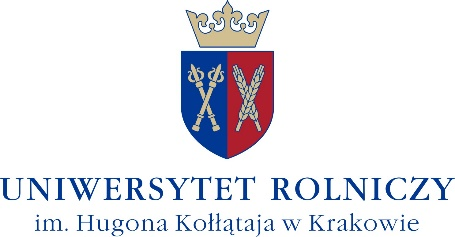 UNIWERSYTET ROLNICZY
im. Hugona Kołłątaja w Krakowie